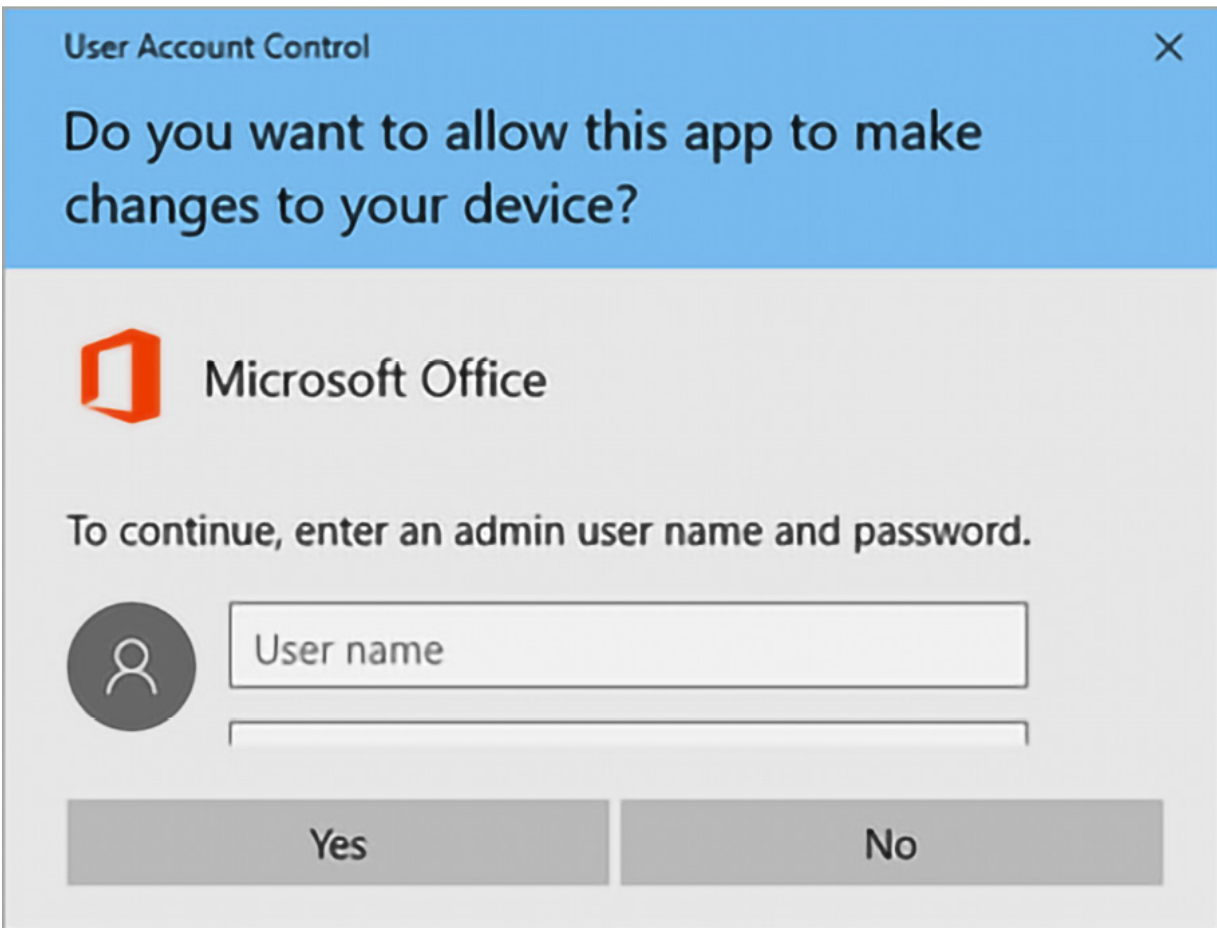 User Account Control
Do you want to allow this app to make
changes to your device?
Microsoft Office
To continue, enter an admin user name and password.
User name
Yes
No